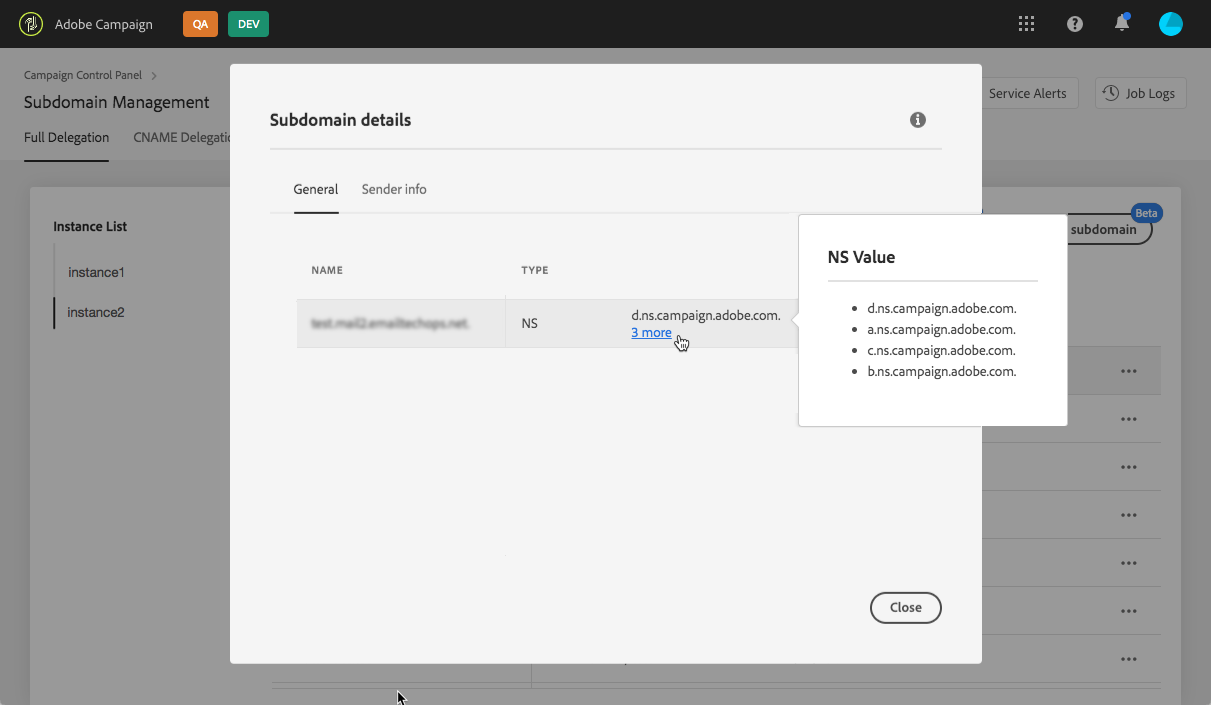 Adobe Campaign QA DEV
Campaign Control Panel
Subdomain Management
Service Alerts Job Logs
Full Delegation CNAME Delegatio
Subdomain details
General Sender info
Instance List
instance1
instance2
Beta
subdomain
NAME TYPE
NS
d.ns.campaign.adobe.com.
3 more
NS Value
d.ns.campaign.adobe.com.
a.ns.campaign.adobe.com.
c.ns.campaign.adobe.com.
b.ns.campaign.adobe.com.
Close